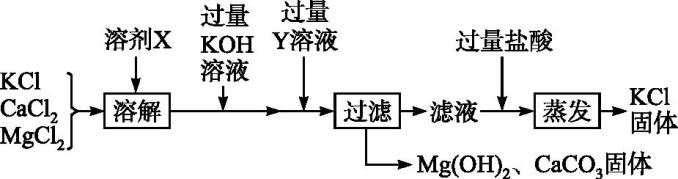 溶剂X
过量
KOH
溶液
过量
Y溶液
过量盐酸
KCl
CaCl₂
MgCl₂
溶解
过滤
滤液
蒸发
KCl
固体
Mg(OH)₂、CaCO₃固体